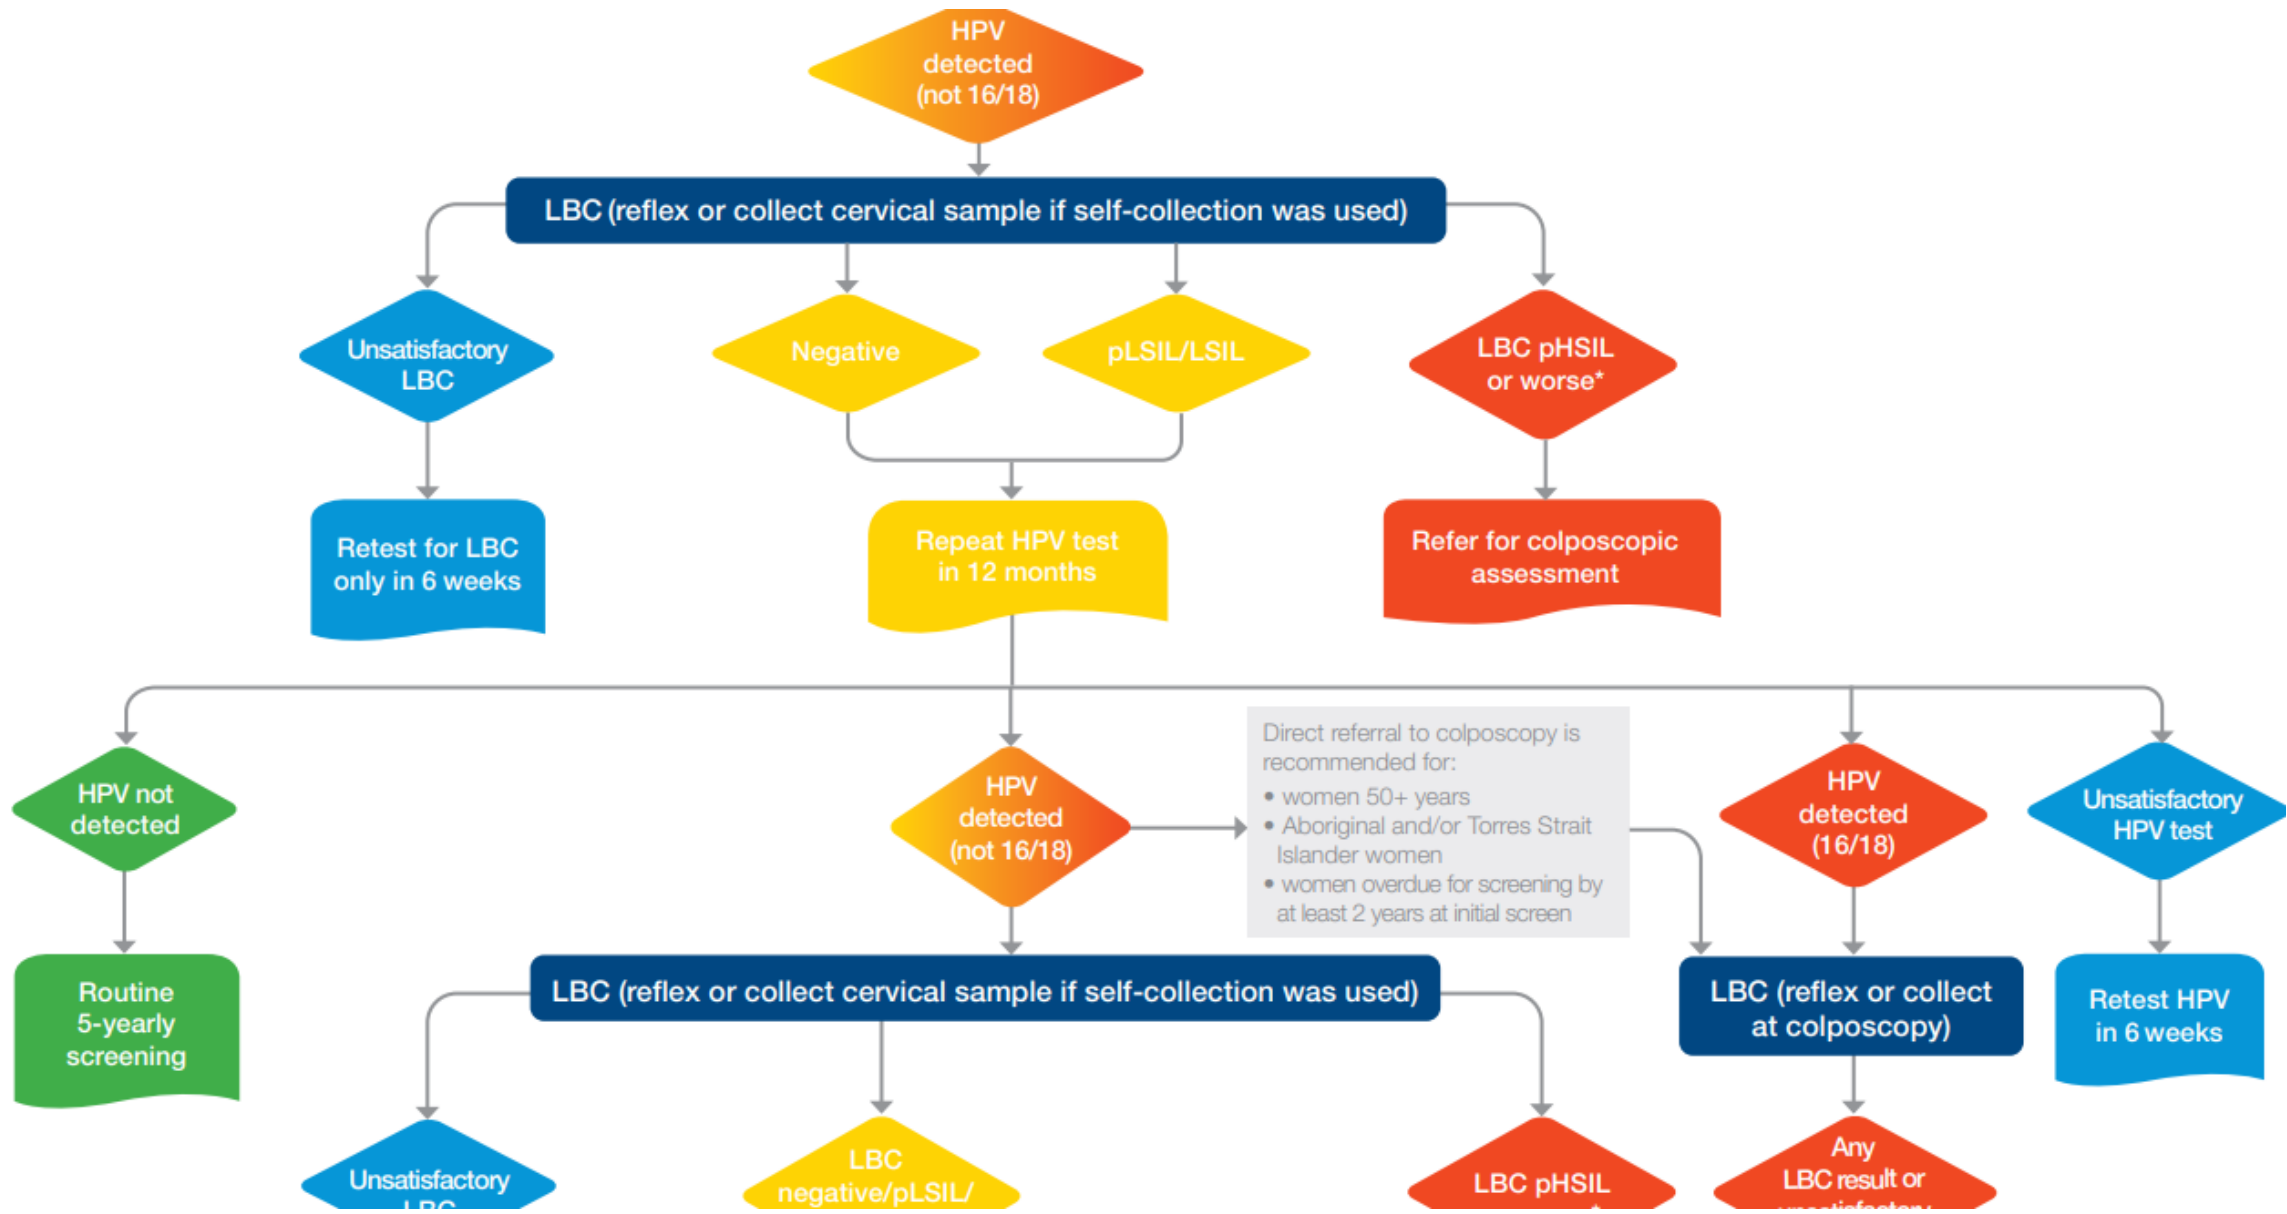 HPV
detected
(not 16/18)
LBC (reflex or collect cervical sample if self-collection was used)
Unsatisfactory
LBC
Negative
pLSIL/LSIL
LBC pHSIL
or worse*
Retest for LBC
only in 6 weeks
Repeat HPV test
in 12 months
Refer for colposcopic
assessment
HPV not
detected
HPV
detected
(not 16/18)
Direct referral to colposcopy is
recommended for:
• women 50+ years
• Aboriginal and/or Torres Strait
Islander women
• women overdue for screening by
at least 2 years at initial screen
HPV
detected
(16/18)
Unsatisfactory
HPV test
Routine
5-yearly
screening
LBC (reflex or collect cervical sample if self-collection was used)
LBC (reflex or collect
at colposcopy)
Retest HPV
in 6 weeks
Unsatisfactory
LBC
LBC
negative/pLSIL/
LBC pHSIL
*
Any
LBC result or
unsatisfactory